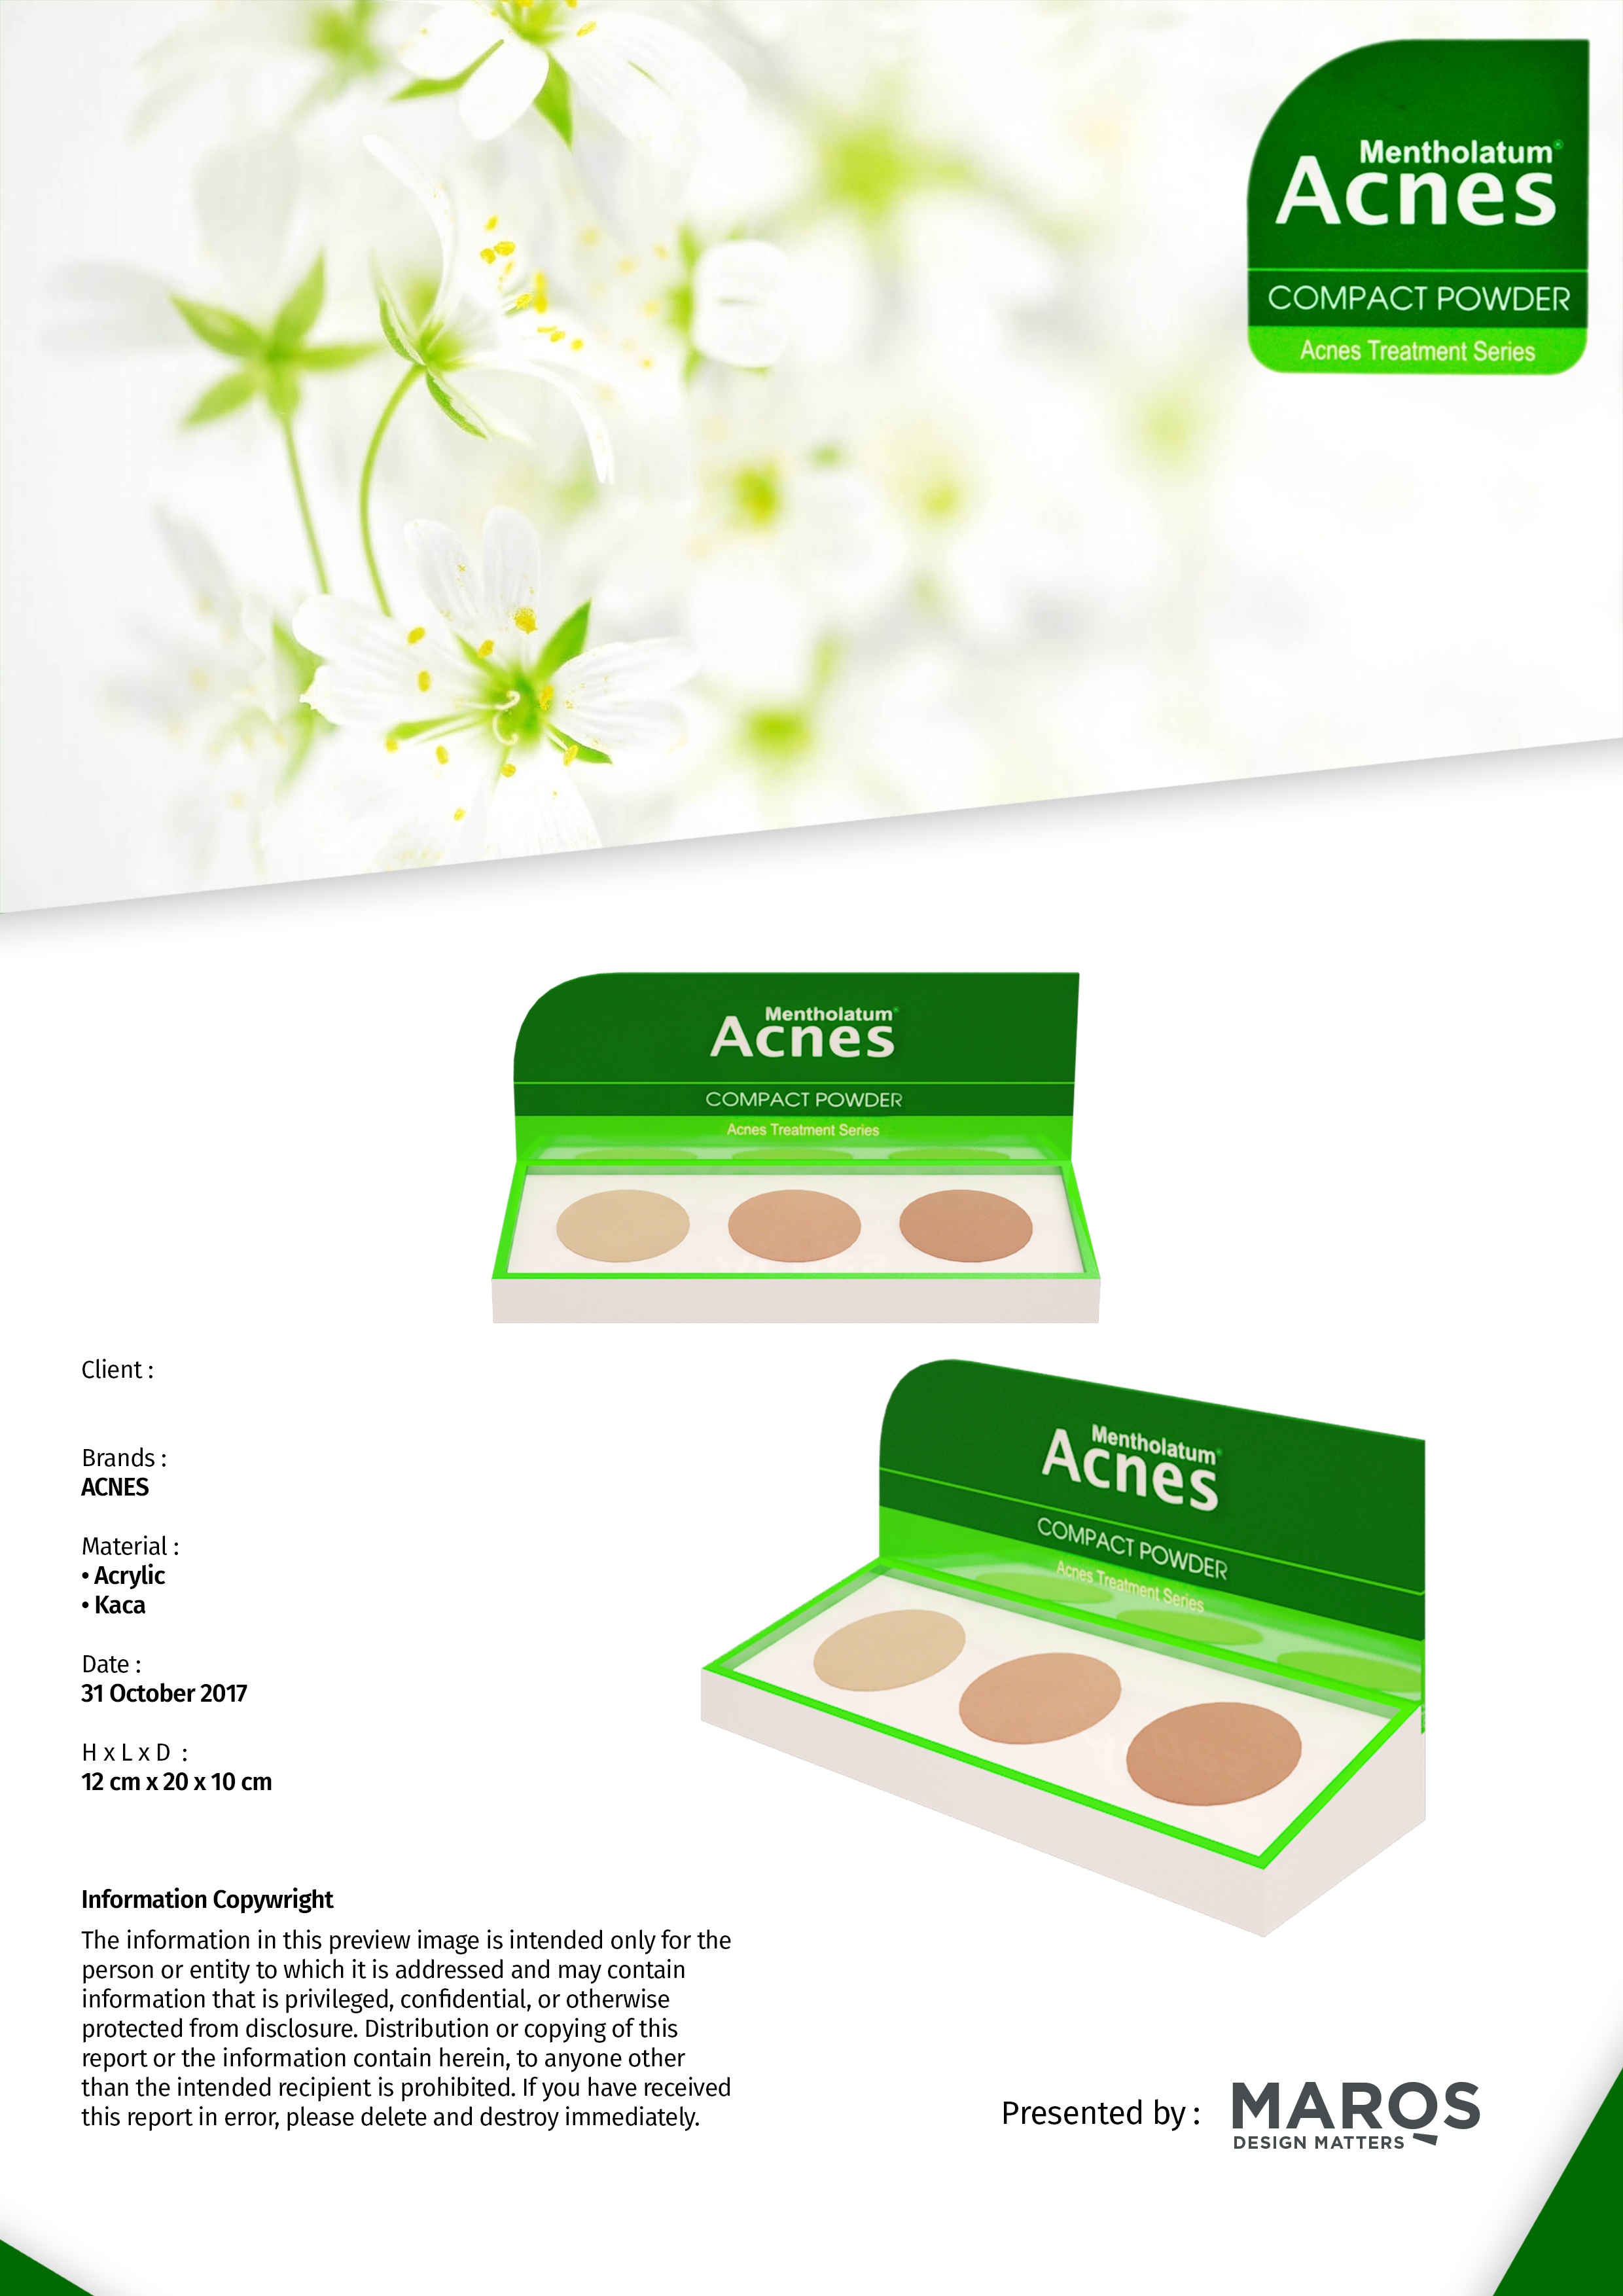 Mentholatum®
Acnes
COMPACT POWDER
Acnes Treatment Series
Mentholatum®
Acnes
COMPACT POWDER
Acnes Treatment Series
Client :
Brands :
ACNES
Material :
• Acrylic
• Kaca
Date :
31 October 2017
H x L x D :
12 cm x 20 x 10 cm
Mentholatum®
Acnes
COMPACT POWDER
Acnes Treatment Series
Information Copywright
The information in this preview image is intended only for the
person or entity to which it is addressed and may contain
information that is privileged, confidential, or otherwise
protected from disclosure. Distribution or copying of this
report or the information contain herein, to anyone other
than the intended recipient is prohibited. If you have received
this report in error, please delete and destroy immediately.
Presented by :
MARQS
DESIGN MATTERS